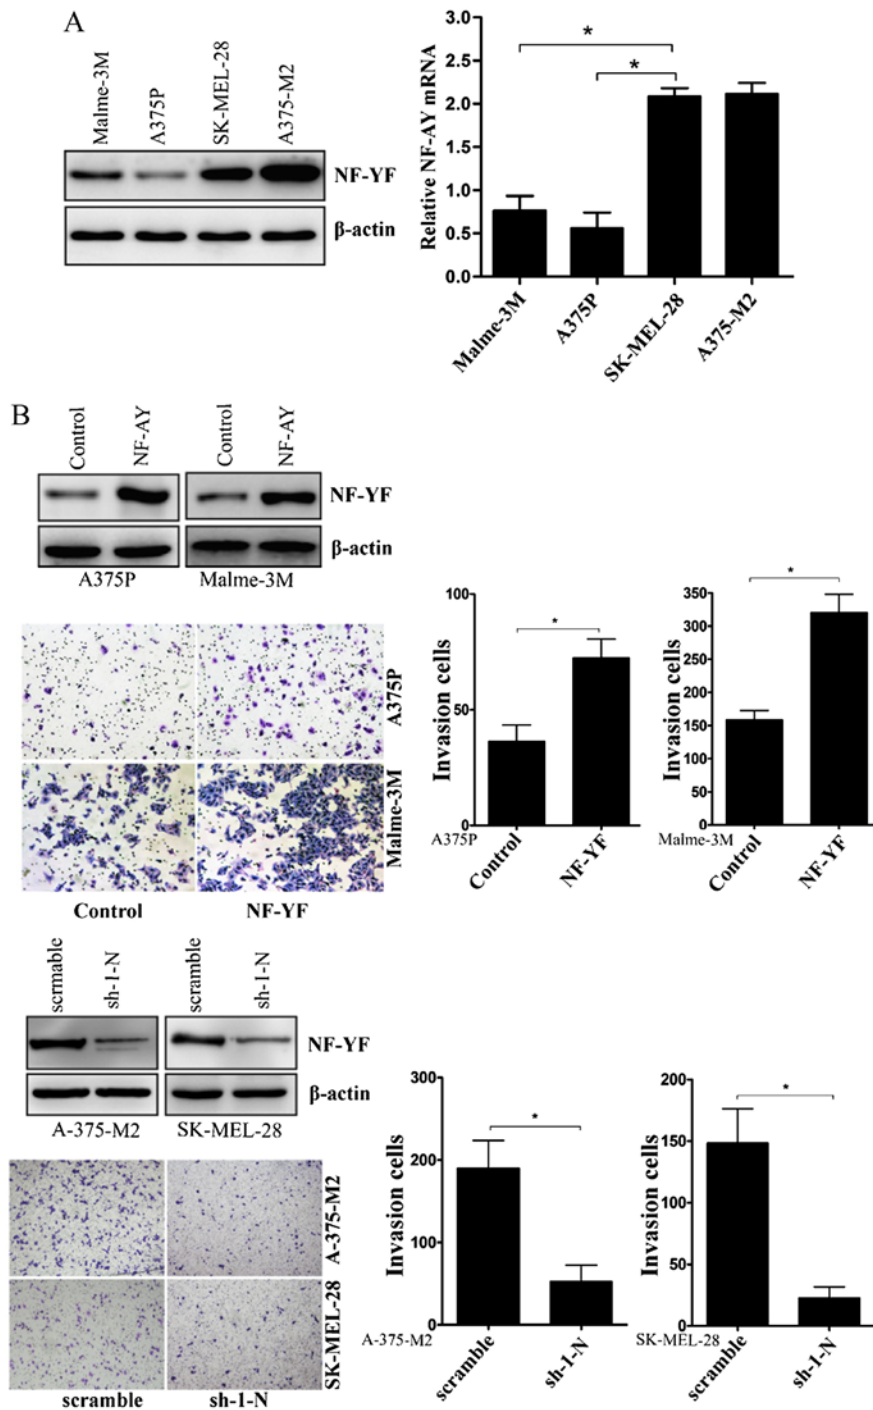 A
Malme-3M
A375P
SK-MEL-28
A375-M2
NF-YF
β-actin
Relative NF-AY mRNA
3.0
2.5
2.0
1.5
1.0
0.5
0.0
*
*
Malme-3M
A375P
SK-MEL-28
A375-M2
B
Control
NF-AY
Control
NF-AY
NF-YF
β-actin
A375P
Malme-3M
A375P
Malme-3M
Control
NF-YF
Invasion cells
100
50
0
*
A375P
Control
NF-YF
Invasion cells
350
300
250
200
150
100
50
0
*
Malme-3M
Control
NF-YF
scrmable
sh-1-N
scramble
sh-1-N
NF-YF
β-actin
A-375-M2
SK-MEL-28
A-375-M2
SK-MEL-28
scramble
sh-1-N
Invasion cells
300
200
100
0
*
A-375-M2
scramble
sh-1-N
Invasion cells
200
150
100
50
0
*
SK-MEL-28
scramble
sh-1-N